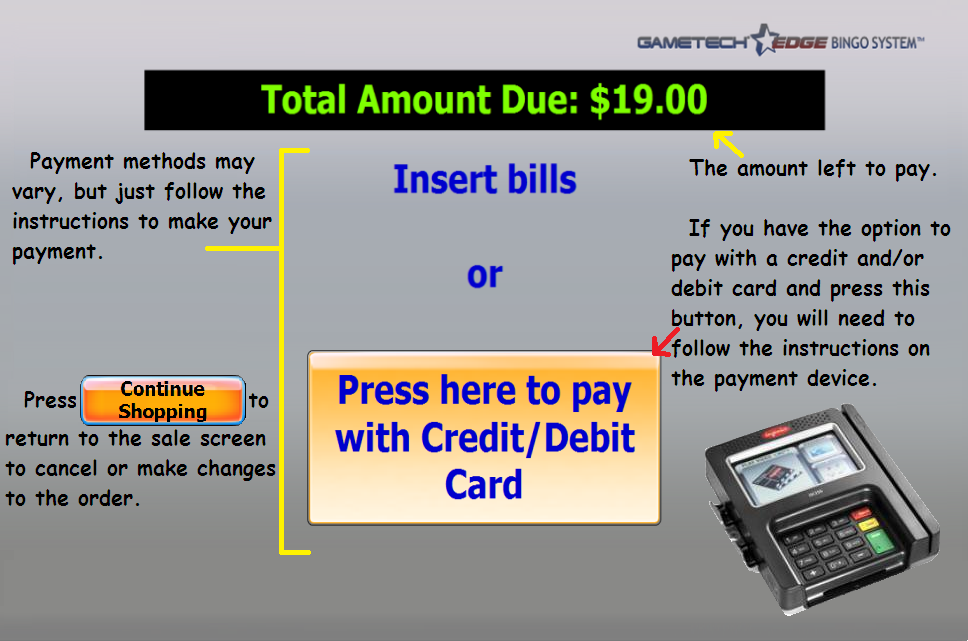 GAMETECH EDGE BINGO SYSTEM™
Total Amount Due: $19.00
Payment methods may
vary, but just follow the
instructions to make your
payment.
Insert bills
or
The amount left to pay.
If you have the option to
pay with a credit and/or
debit card and press this
button, you will need to
follow the instructions on
the payment device.
Press Continue Shopping to
return to the sale screen
to cancel or make changes
to the order.
Press here to pay
with Credit/Debit
Card